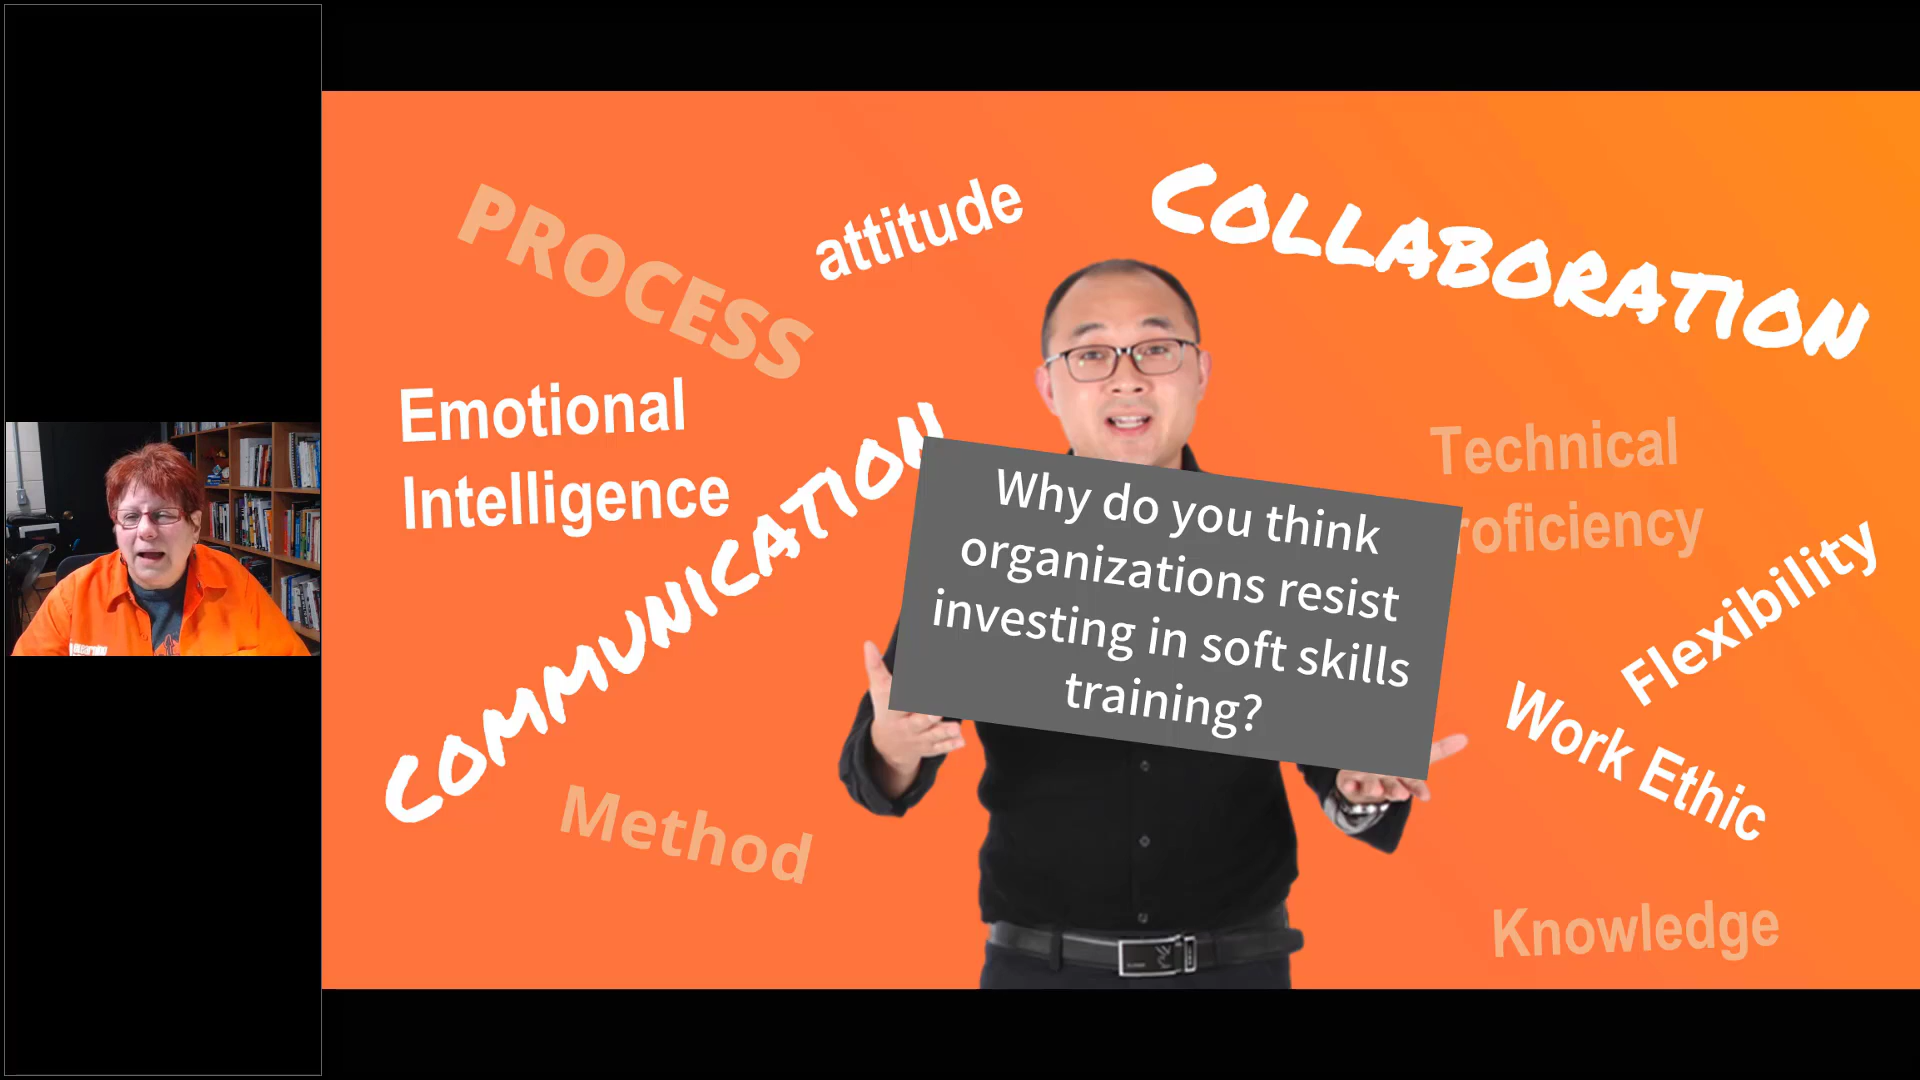 PROCESS
attitude
COLLABORATION
Emotional
Intelligence
COMMUNICATION
Why do you think
organizations resist
investing in soft skills
training?
Technical
roficiency
Flexibility
Work Ethic
Method
Knowledge